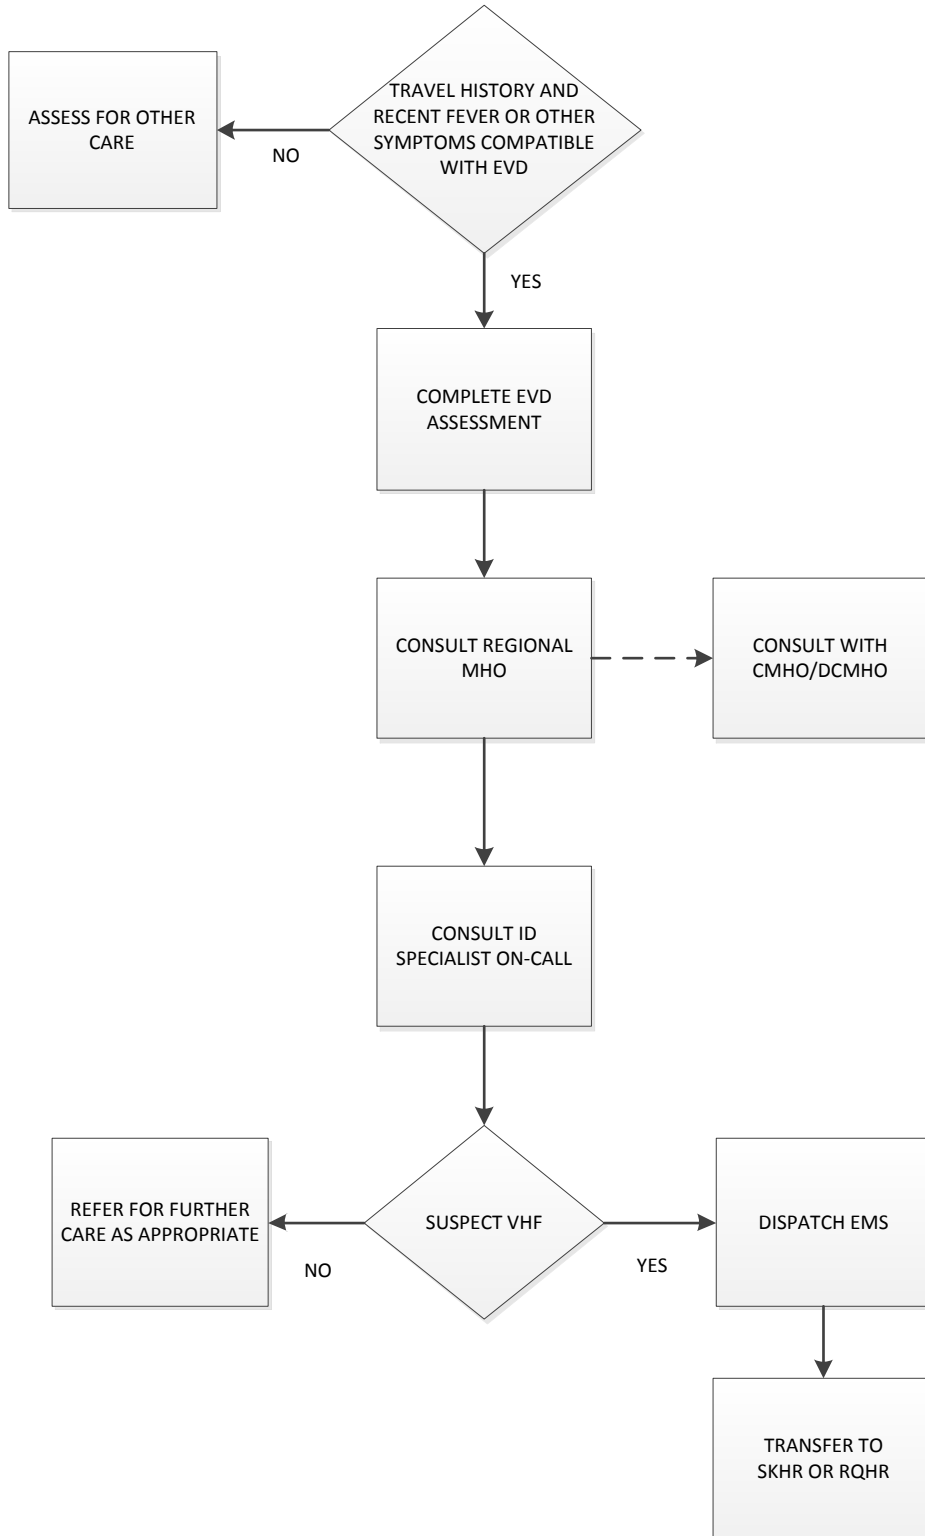 TRAVEL HISTORY AND
RECENT FEVER OR OTHER
SYMPTOMS COMPATIBLE
WITH EVD
ASSESS FOR OTHER
CARE
NO
YES
COMPLETE EVD
ASSESSMENT
CONSULT REGIONAL
MHO
CONSULT WITH
CMHO/DCMHO
CONSULT ID
SPECIALIST ON-CALL
SUSPECT VHF
REFER FOR FURTHER
CARE AS APPROPRIATE
NO
YES
DISPATCH EMS
TRANSFER TO
SKHR OR RQHR